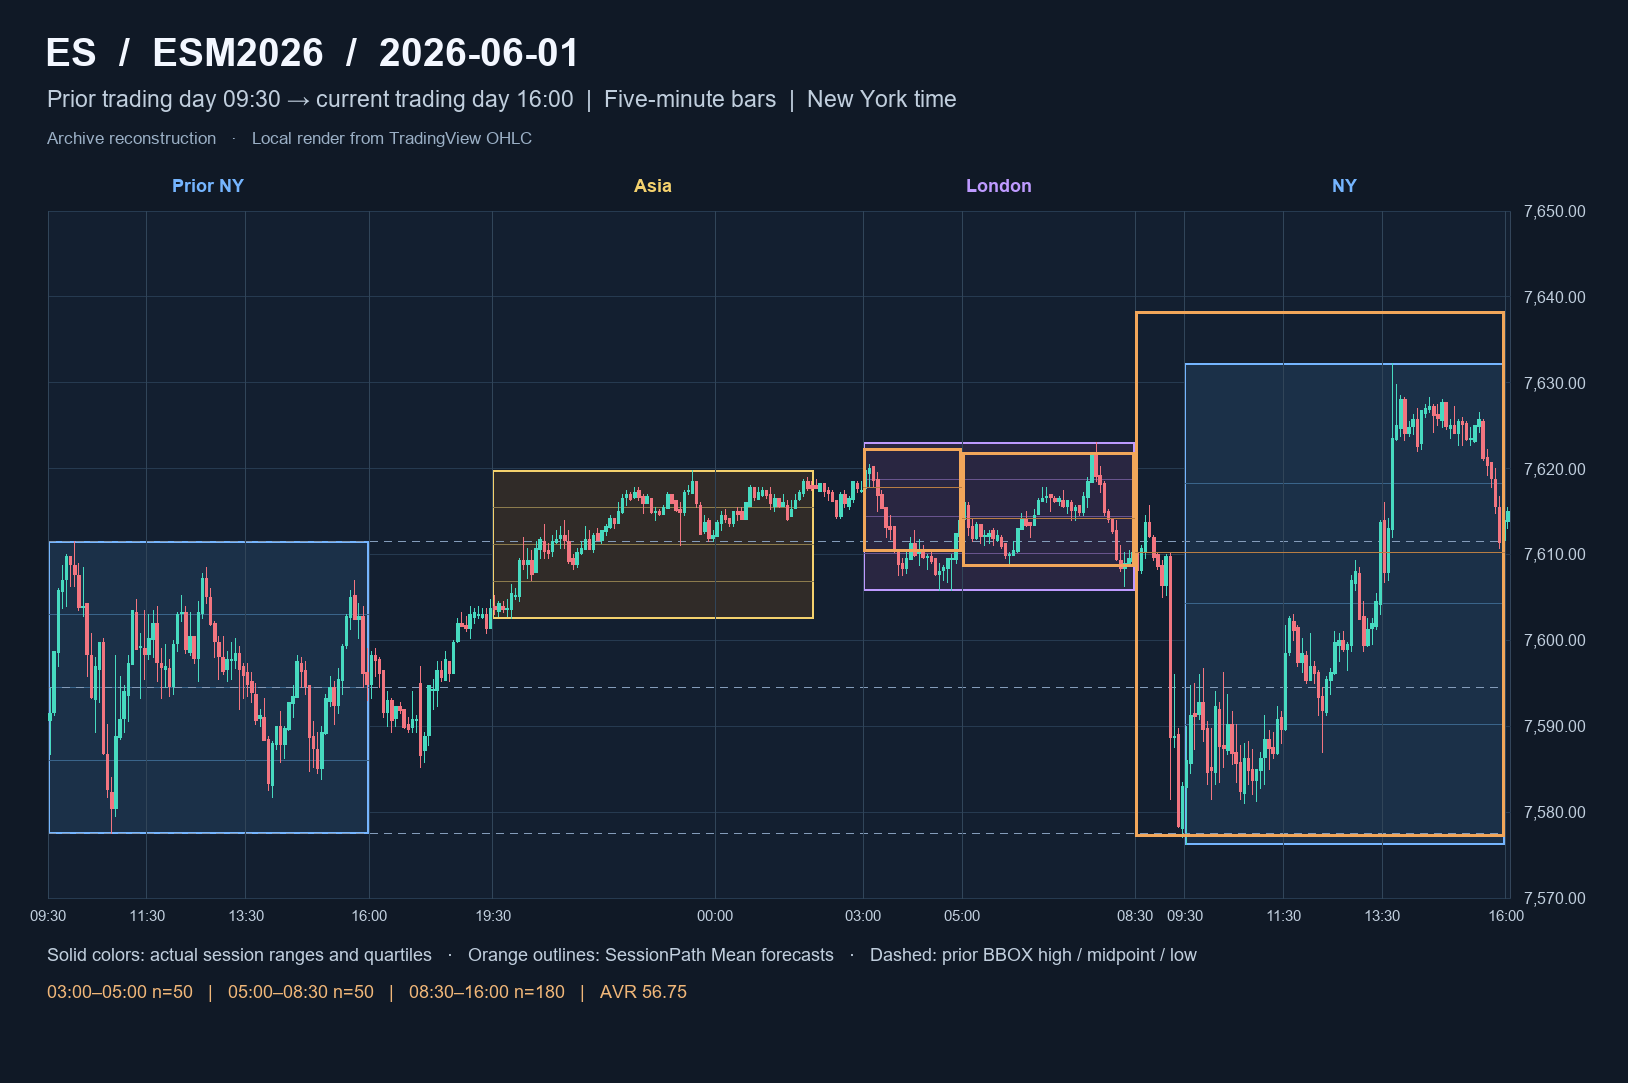 ES / ESM2026 / 2026-06-01
Prior trading day 09:30 → current trading day 16:00 | Five-minute bars | New York time
Archive reconstruction · Local render from TradingView OHLC
Prior NY Asia London NY
7,650.00
7,640.00
7,630.00
7,620.00
7,610.00
7,600.00
7,590.00
7,580.00
7,570.00
09:30 11:30 13:30 16:00 19:30 00:00 03:00 05:00 08:30 09:30 11:30 13:30 16:00
Solid colors: actual session ranges and quartiles · Orange outlines: SessionPath Mean forecasts · Dashed: prior BBOX high / midpoint / low
03:00–05:00 n=50 | 05:00–08:30 n=50 | 08:30–16:00 n=180 | AVR 56.75